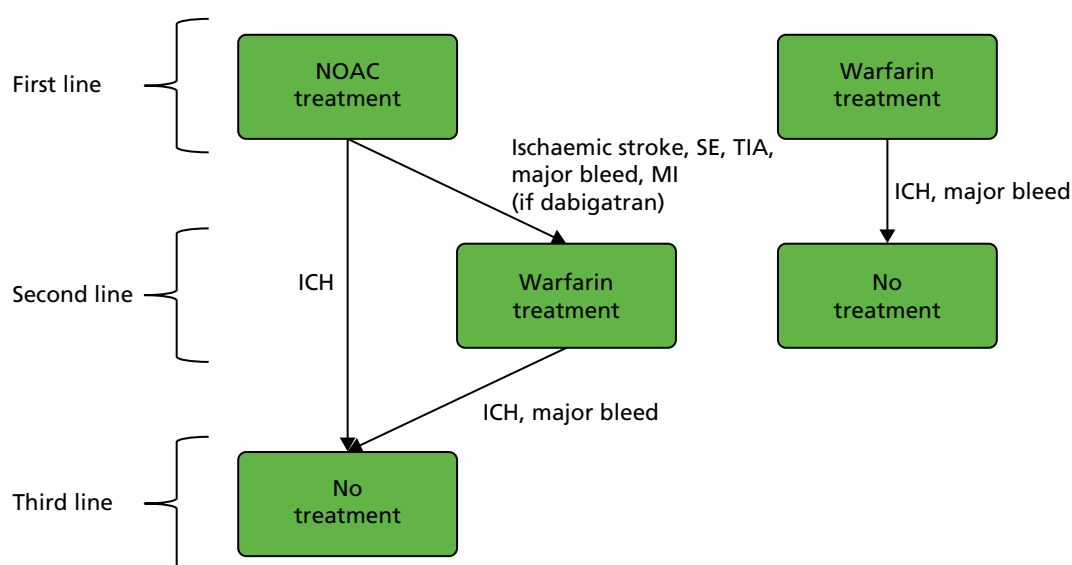 First line
NOAC
treatment
Warfarin
treatment
Ischaemic stroke, SE, TIA,
major bleed, MI
(if dabigatran)
ICH, major bleed
Second line
ICH
Warfarin
treatment
No
treatment
ICH, major bleed
Third line
No
treatment